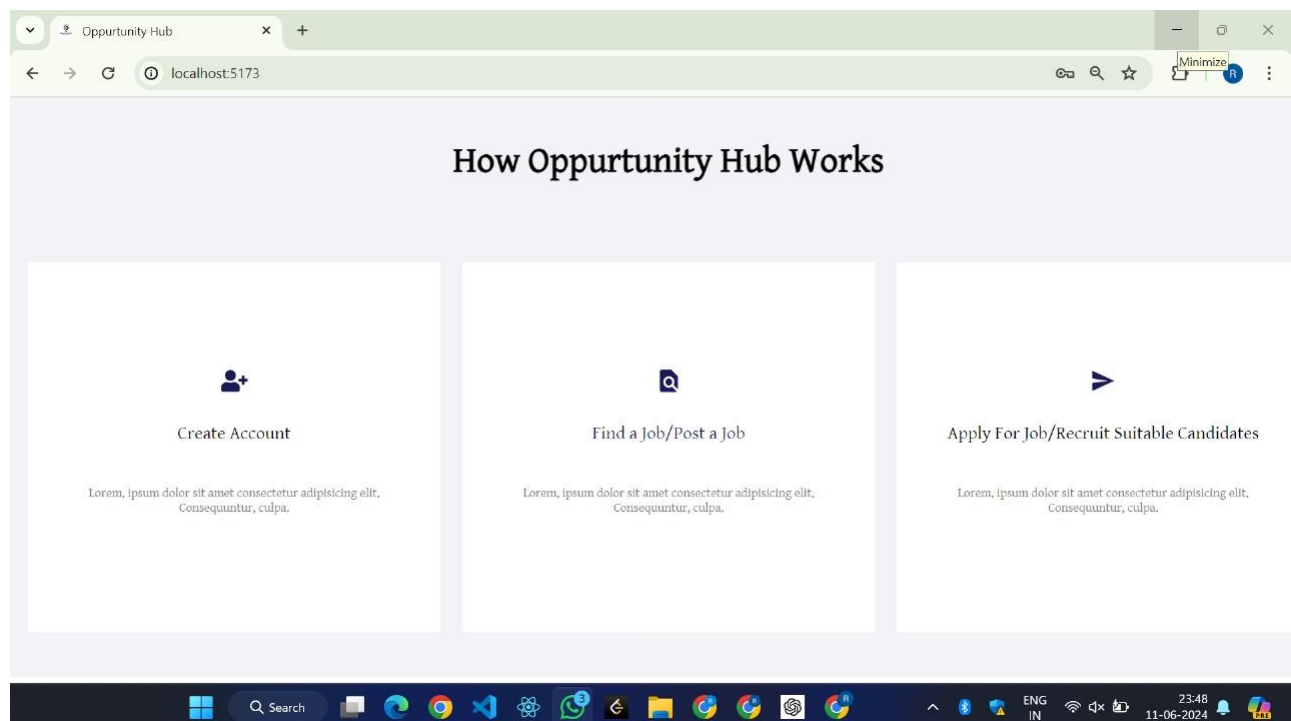 Oppurtunity Hub
localhost:5173
Minimize
R
How Oppurtunity Hub Works
Create Account
Lorem, ipsum dolor sit amet consectetur adipisicing elit.
Consequuntur, culpa.
Find a Job/Post a Job
Lorem, ipsum dolor sit amet consectetur adipisicing elit.
Consequuntur, culpa.
Apply For Job/Recruit Suitable Candidates
Lorem, ipsum dolor sit amet consectetur adipisicing elit.
Consequuntur, culpa.
Search
3
R
ENG
IN
23:48
11-06-2024
PRE